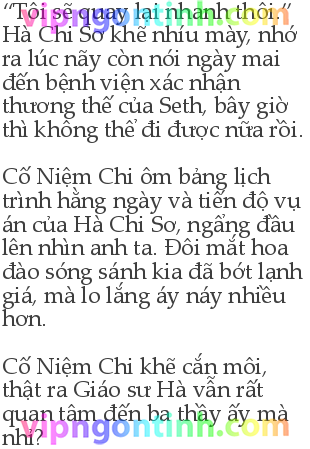 “Tôi sẽ quay lại nhanh thôi.”
vipngontinh.com
Hà Chi Sơ khẽ nhíu mày, nhớ
ra lúc nãy còn nói ngày mai
đến bệnh viện xác nhận
thương thế của Seth, bây giờ
thì không thể đi được nữa rồi.
Cố Niệm Chi ôm bảng lịch
trình hằng ngày và tiến độ vụ
án của Hà Chi Sơ, ngẩng đầu
lên nhìn anh ta. Đôi mắt hoa
đào sóng sánh kia đã bớt lạnh
giá, mà lo lắng áy náy nhiều
hơn.
Cố Niệm Chi khẽ cắn môi,
thật ra Giáo sư Hà vẫn rất
quan tâm đến ba thầy ấy mà
vipngontinh.com
nhỉ?